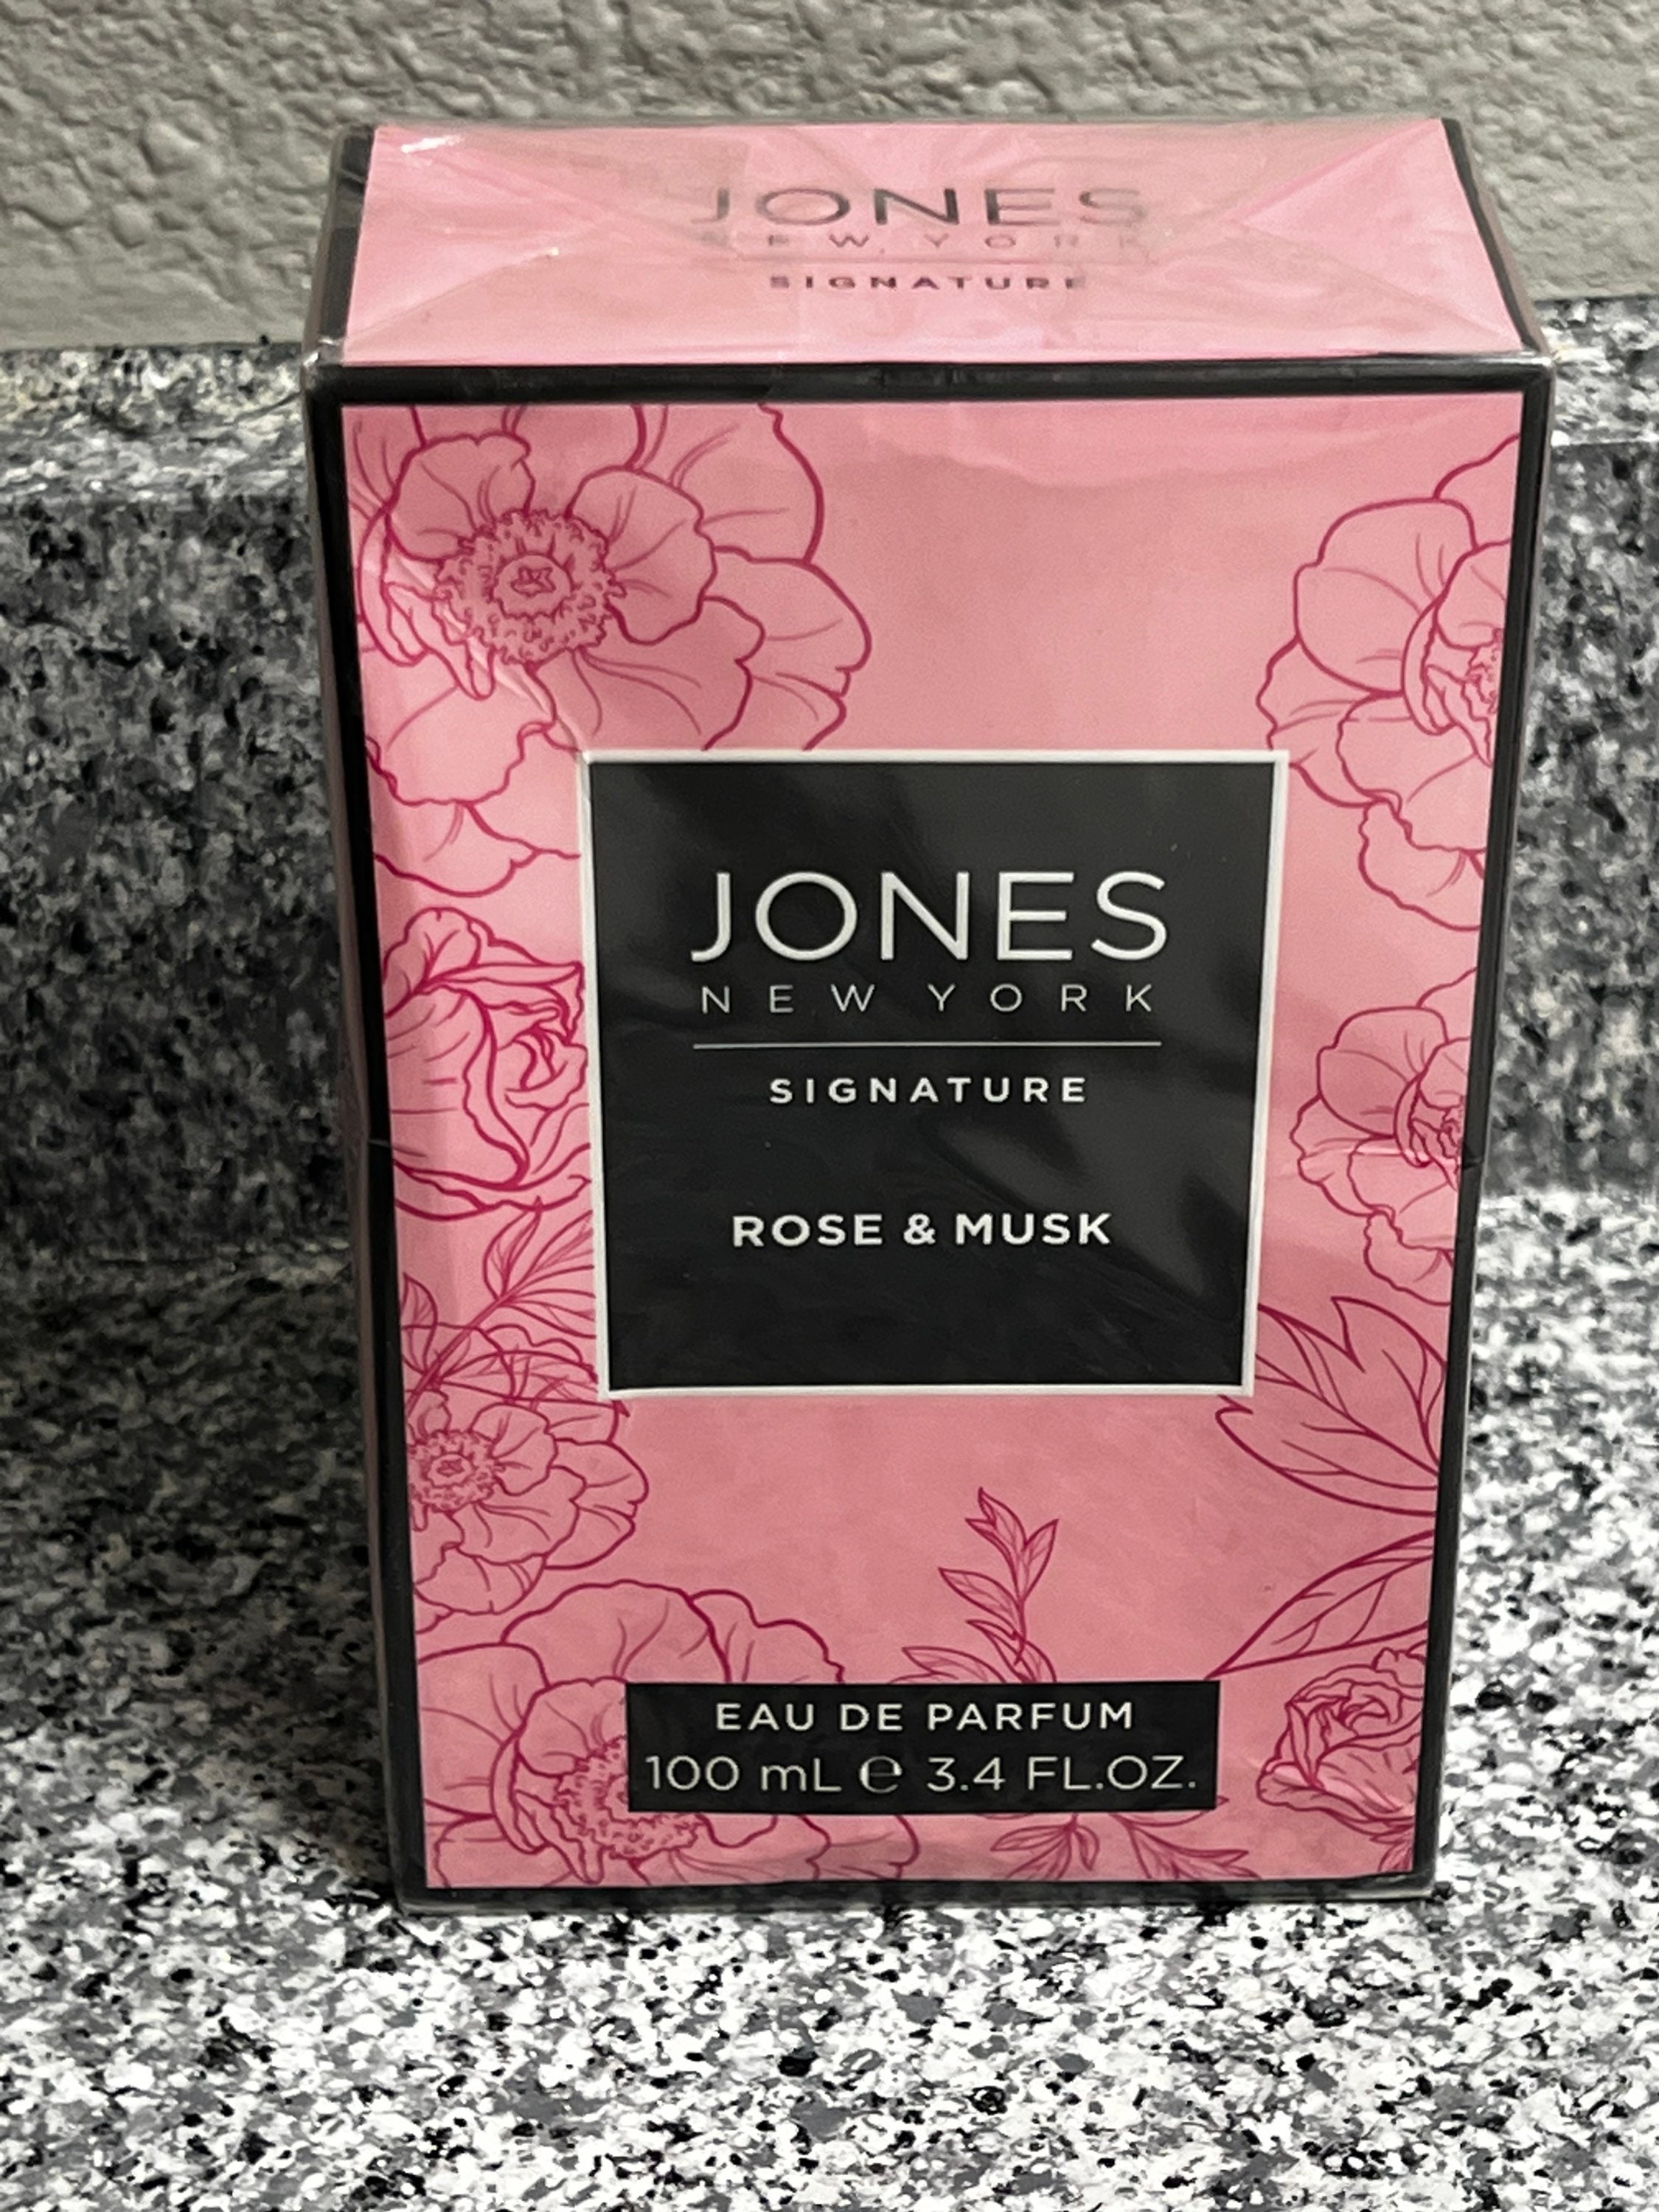 JONES
NEW YORK
SIGNATURE
JONES
NEW YORK
SIGNATURE
ROSE & MUSK
EAU DE PARFUM
100 mL ℮ 3.4 FL.OZ.